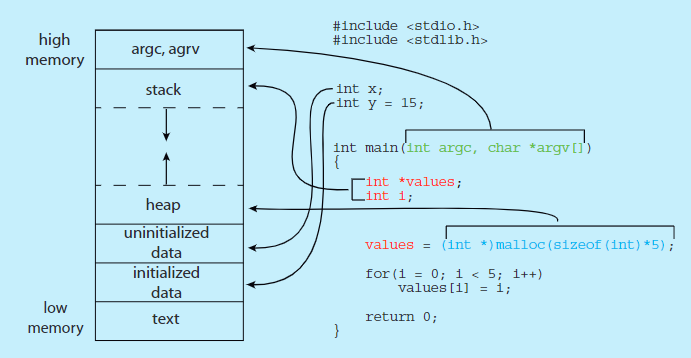 high
memory
argc, agrv
stack
heap
uninitialized
data
initialized
data
low
memory
text
#include <stdio.h>
#include <stdlib.h>
int x;
int y = 15;
int main(int argc, char *argv[])
{
int *values;
int i;
values = (int *)malloc(sizeof(int)*5);
for(i = 0; i < 5; i++)
values[i] = i;
return 0;
}